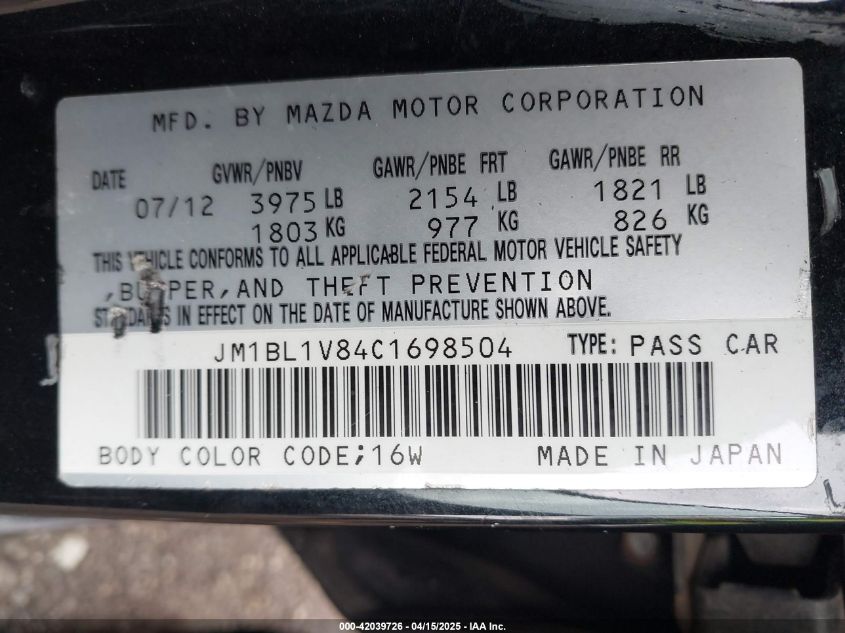 MFD. BY MAZDA MOTOR CORPORATION
DATE GVWR/PNBV GAWR/PNBE FRT GAWR/PNBE RR
07/12 3975 LB 2154 LB 1821 LB
1803 KG 977 KG 826 KG
THIS VEHICLE CONFORMS TO ALL APPLICABLE FEDERAL MOTOR VEHICLE SAFETY
,BUMPER,AND THEFT PREVENTION
STANDARDS IN EFFECT ON THE DATE OF MANUFACTURE SHOWN ABOVE.
JM1BL1V84C1698504 TYPE: PASS CAR
BODY COLOR CODE;16W MADE IN JAPAN
000-42039726 - 04/15/2025 - IAA Inc.